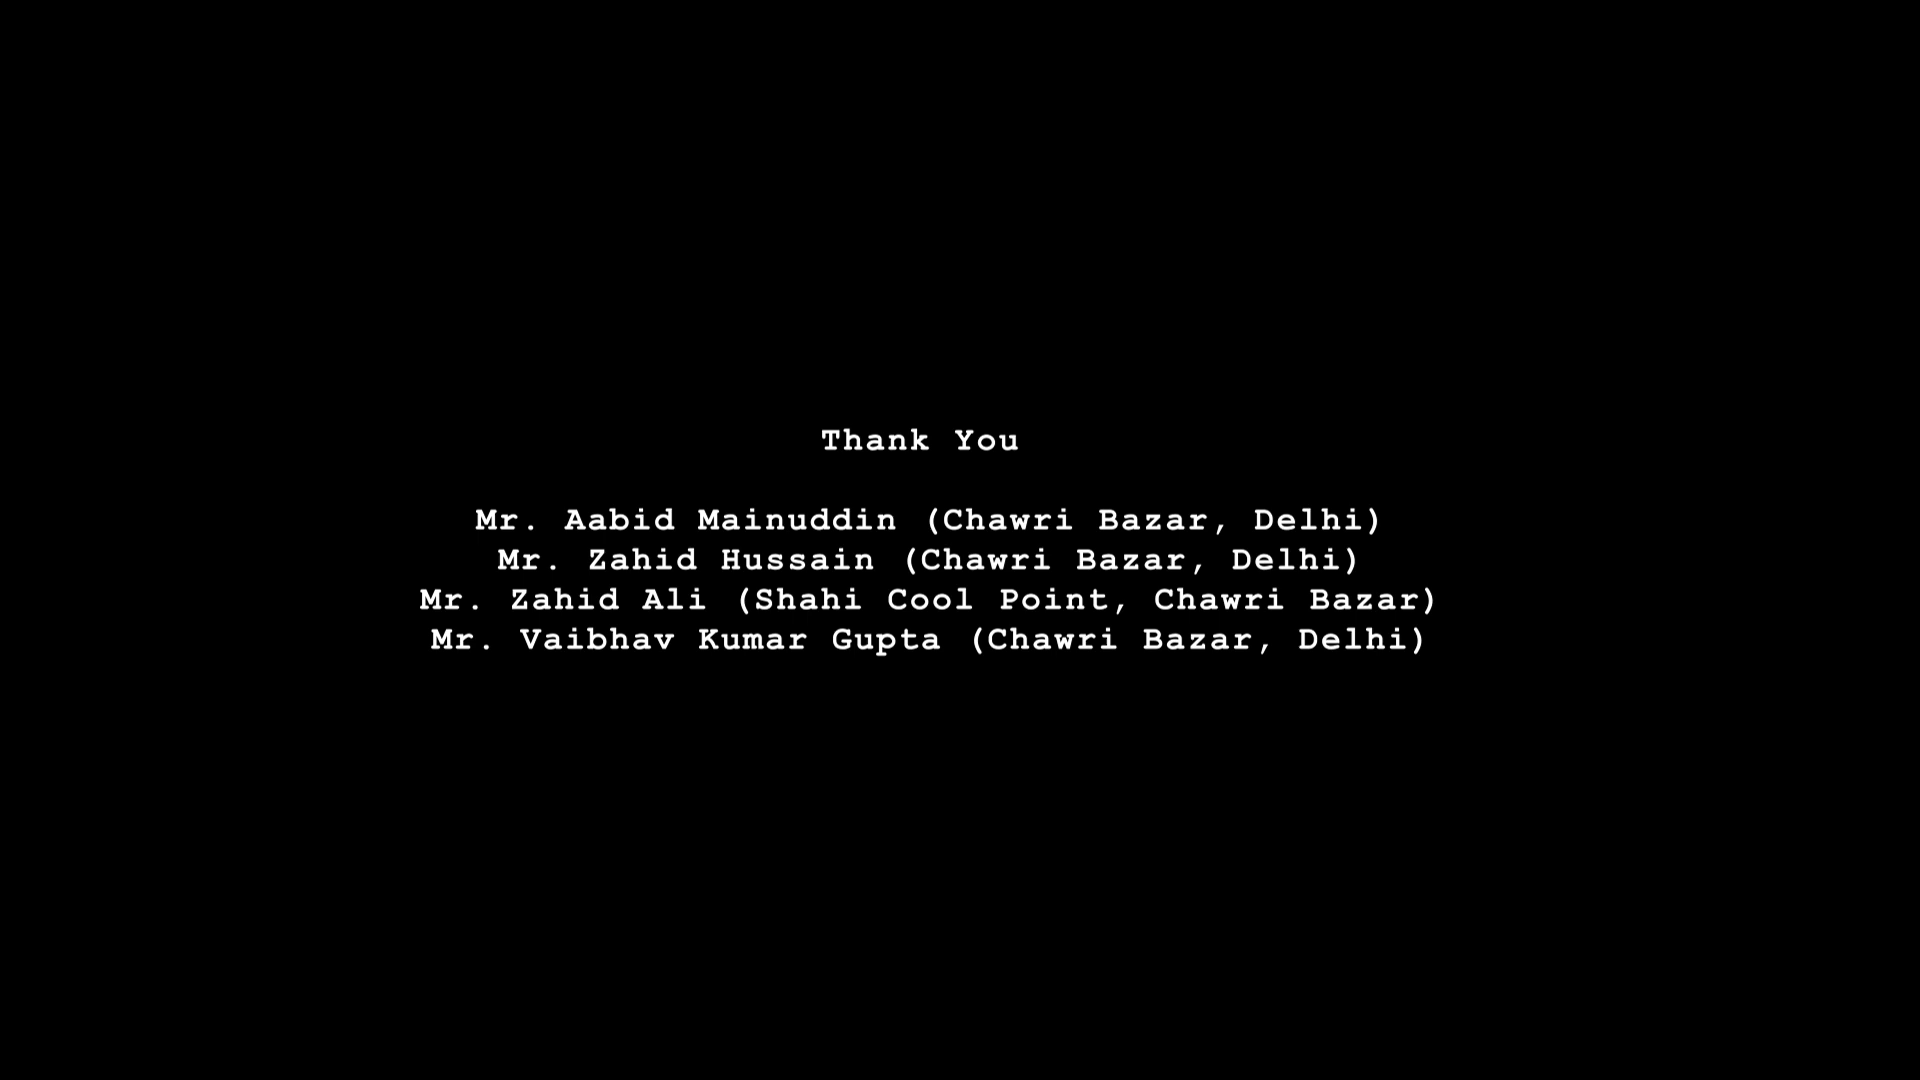 Thank You
Mr. Aabid Mainuddin (Chawri Bazar, Delhi)
Mr. Zahid Hussain (Chawri Bazar, Delhi)
Mr. Zahid Ali (Shahi Cool Point, Chawri Bazar)
Mr. Vaibhav Kumar Gupta (Chawri Bazar, Delhi)